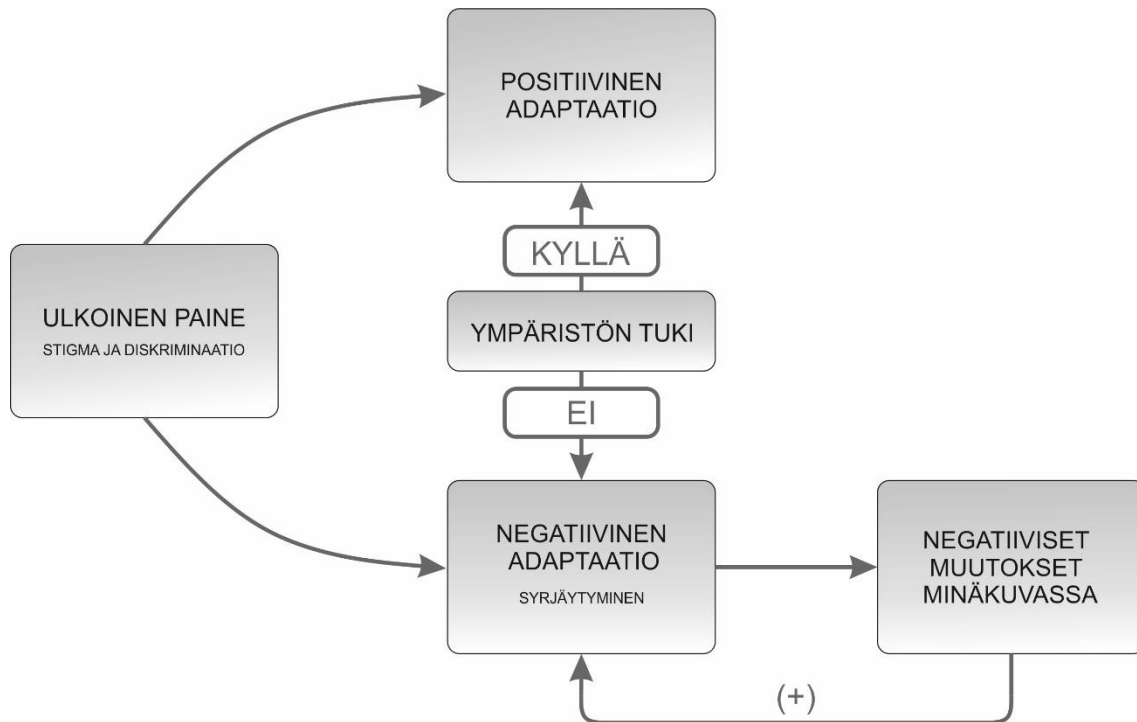 POSITIIVINEN
ADAPTAATIO
KYLLÄ
ULKOINEN PAINE
STIGMA JA DISKRIMINAATIO
YMPÄRISTÖN TUKI
EI
NEGATIIVINEN
ADAPTAATIO
SYRJÄYTYMINEN
NEGATIIVISET
MUUTOKSET
MINÄKUVASSA
(+)